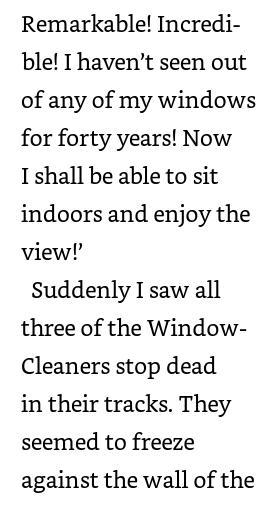 Remarkable! Incredi-
ble! I haven’t seen out
of any of my windows
for forty years! Now
I shall be able to sit
indoors and enjoy the
view!’
Suddenly I saw all
three of the Window-
Cleaners stop dead
in their tracks. They
seemed to freeze
against the wall of the